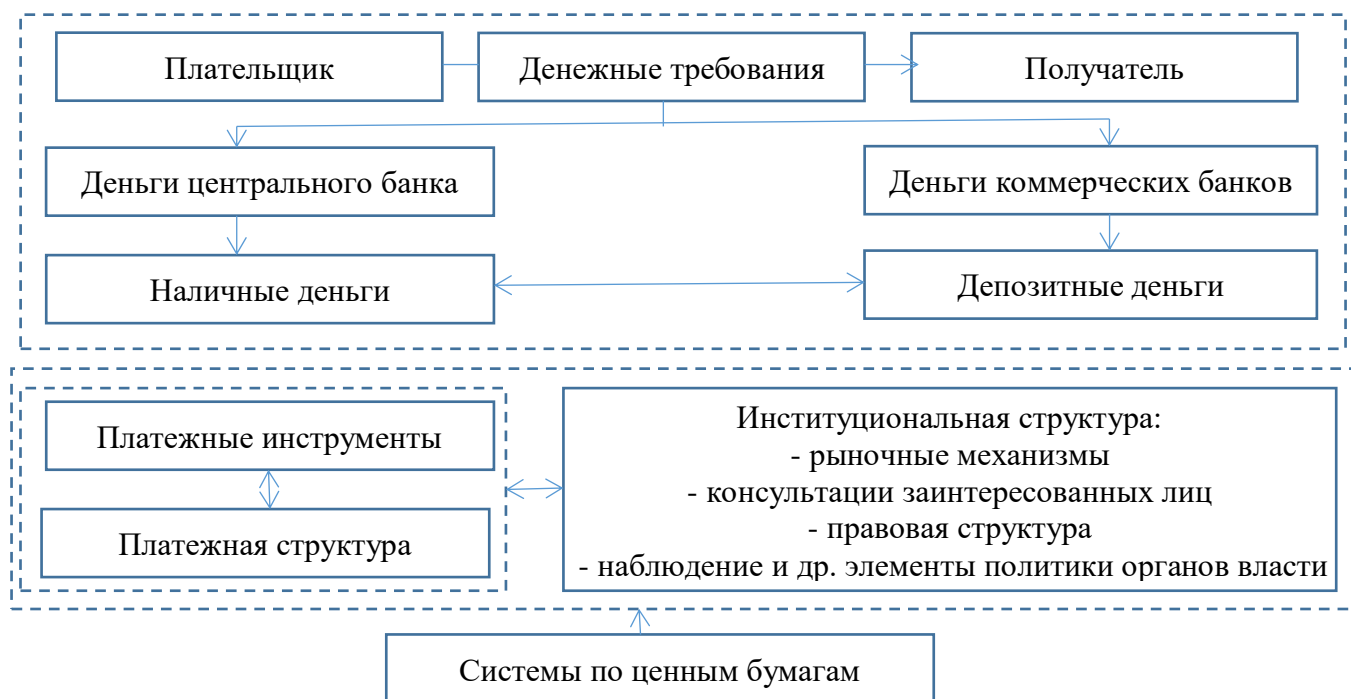 Плательщик
Денежные требования
Получатель
Деньги центрального банка
Деньги коммерческих банков
Наличные деньги
Депозитные деньги
Платежные инструменты
Платежная структура
Институциональная структура:
- рыночные механизмы
- консультации заинтересованных лиц
- правовая структура
- наблюдение и др. элементы политики органов власти
Системы по ценным бумагам